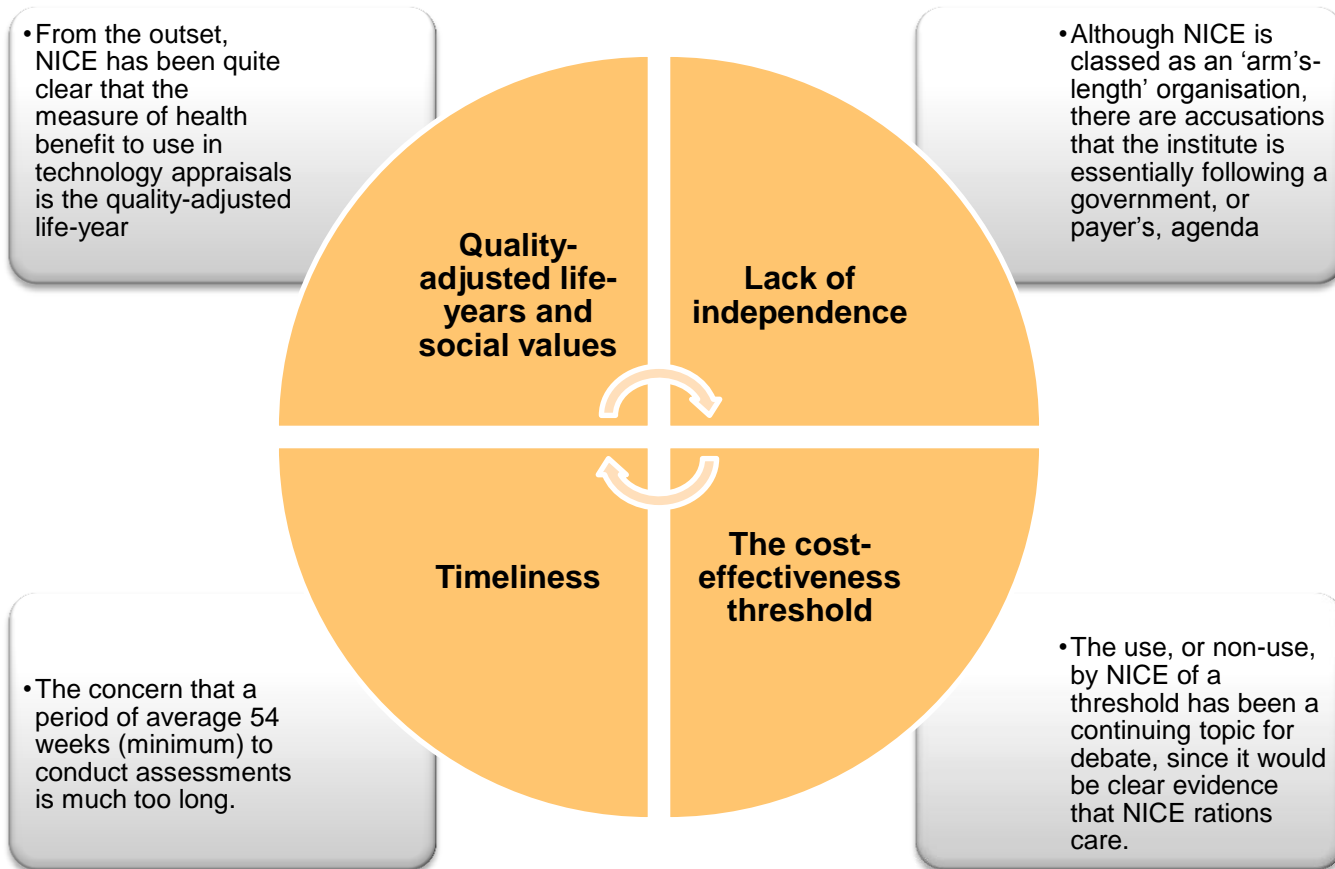 •From the outset,
NICE has been quite
clear that the
measure of health
benefit to use in
technology appraisals
is the quality-adjusted
life-year
•Although NICE is
classed as an ‘arm’s-
length’ organisation,
there are accusations
that the institute is
essentially following a
government, or
payer’s, agenda
Quality-
adjusted life-
years and
social values
Lack of
independence
Timeliness
The cost-
effectiveness
threshold
•The concern that a
period of average 54
weeks (minimum) to
conduct assessments
is much too long.
•The use, or non-use,
by NICE of a
threshold has been a
continuing topic for
debate, since it would
be clear evidence
that NICE rations
care.